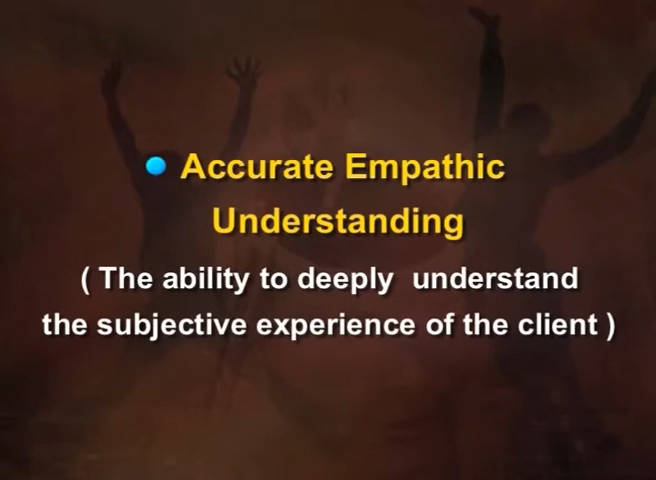 Accurate Empathic
Understanding
( The ability to deeply understand
the subjective experience of the client )